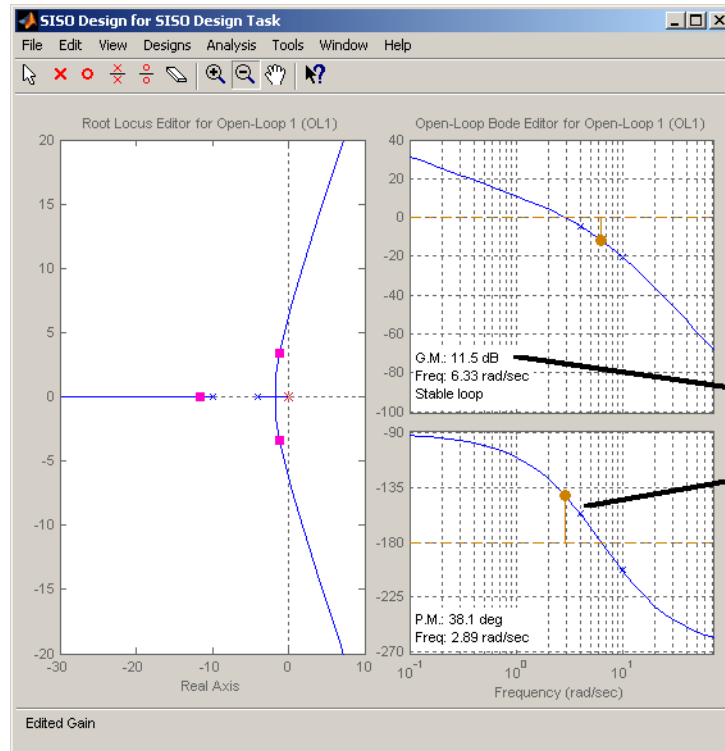 SISO Design for SISO Design Task
File Edit View Designs Analysis Tools Window Help
Root Locus Editor for Open-Loop 1 (OL1)
20
15
10
5
0
-5
-10
-15
-20
-30 -20 -10 0 10
Real Axis
Open-Loop Bode Editor for Open-Loop 1 (OL1)
40
20
0
-20
-40
-60
-80
-100
G.M.: 11.5 dB
Freq: 6.33 rad/sec
Stable loop
-90
-135
-180
-225
-270
P.M.: 38.1 deg
Freq: 2.89 rad/sec
10^-1 10^0 10^1
Frequency (rad/sec)
Edited Gain